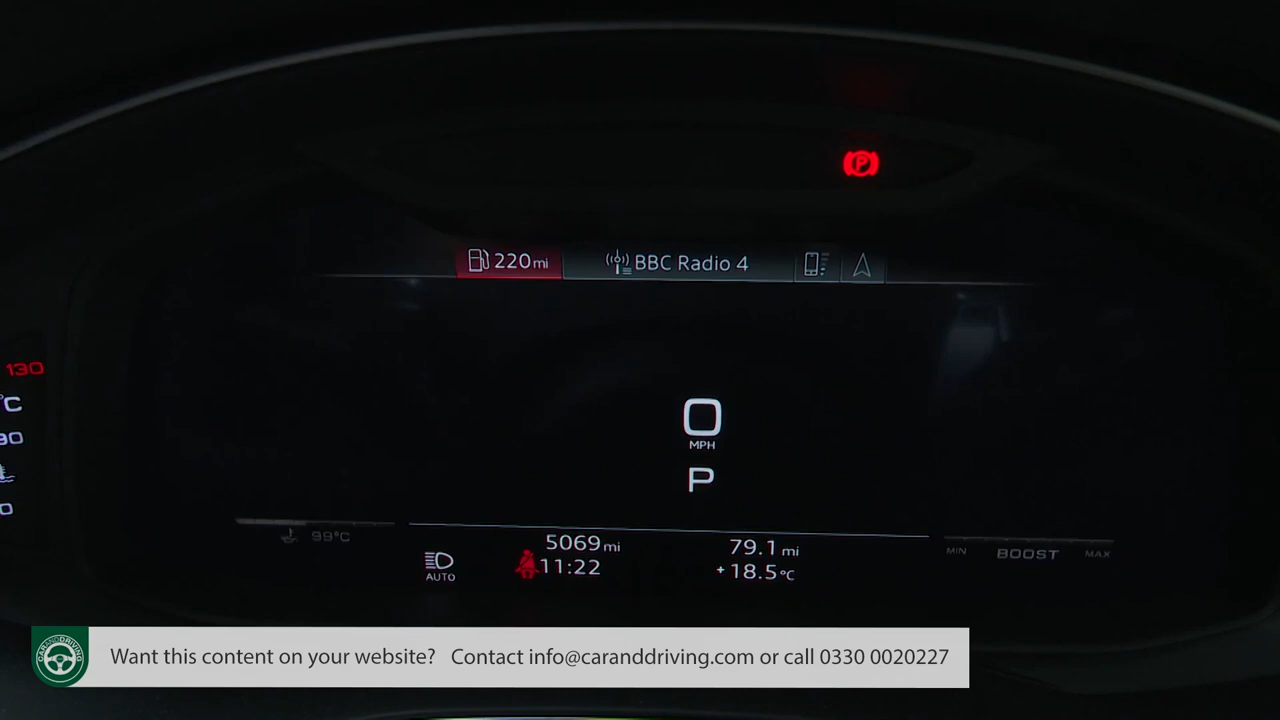 P
220 mi
BBC Radio 4
130
°C
90
0
MPH
P
99°C
5069 mi
79.1 mi
MIN BOOST MAX
AUTO
11:22
+18.5°C
CARANDDRIVING
Want this content on your website? Contact info@caranddriving.com or call 0330 0020227